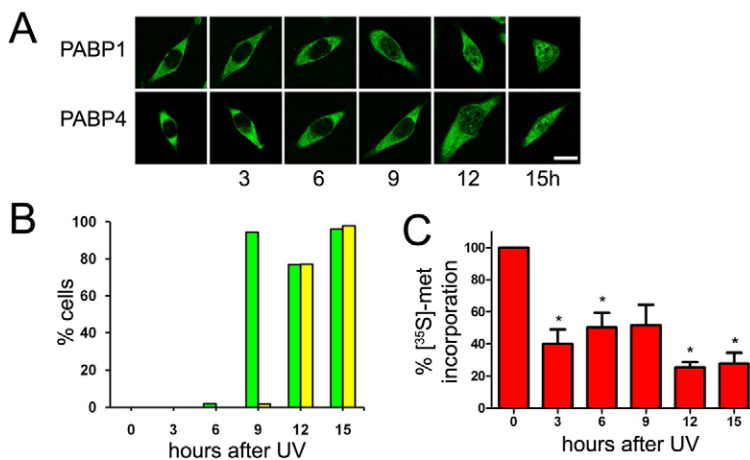 A
PABP1
PABP4
3 6 9 12 15h
B
% cells
100
80
60
40
20
0
0 3 6 9 12 15
hours after UV
C
% [³⁵S]-met
incorporation
100
80
60
40
20
0
* * * *
0 3 6 9 12 15
hours after UV